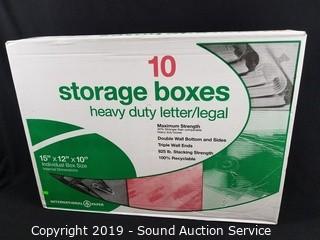 10
storage boxes
heavy duty letter/legal
Maximum Strength
Double Wall Bottom and Sides
Triple Wall Ends
925 lb. Stacking Strength
100% Recyclable
15" x 12" x 10"
Individual Box Size
Internal Dimensions
INTERNATIONAL PAPER
Copyright 2019 - Sound Auction Service